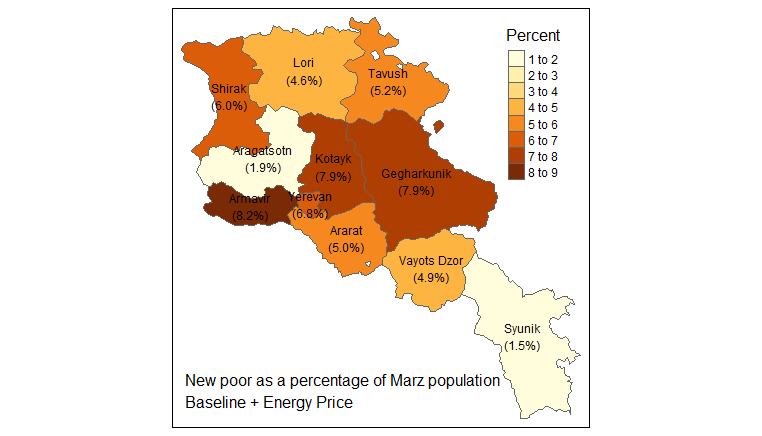 Percent
1 to 2
2 to 3
3 to 4
4 to 5
5 to 6
6 to 7
7 to 8
8 to 9
Lori
(4.6%)
Tavush
(5.2%)
Shirak
(6.0%)
Aragatsotn
(1.9%)
Kotayk
(7.9%)
Gegharkunik
(7.9%)
Armavir
(8.2%)
Yerevan
(6.8%)
Ararat
(5.0%)
Vayots Dzor
(4.9%)
Syunik
(1.5%)
New poor as a percentage of Marz population
Baseline + Energy Price